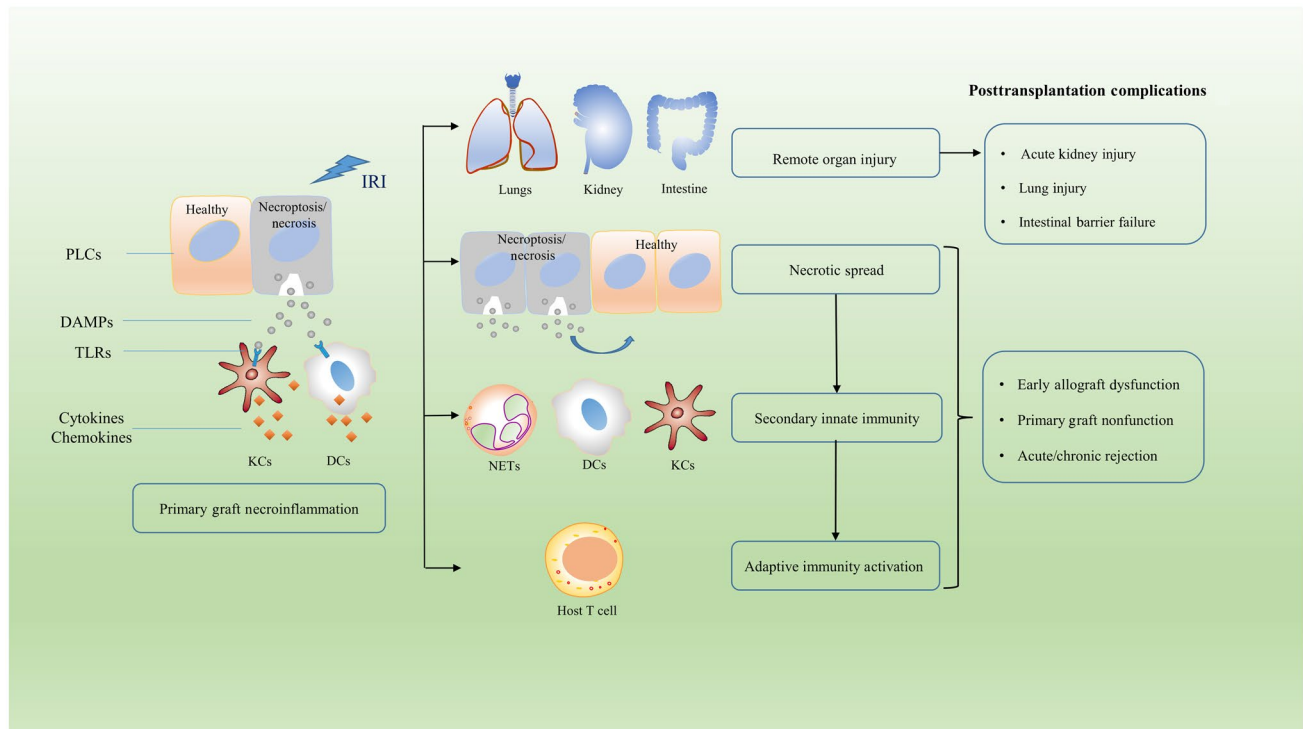 Posttransplantation complications
IRI
Healthy
Necroptosis/
necrosis
PLCs
DAMPs
TLRs
Cytokines
Chemokines
KCs
DCs
Primary graft necroinflammation
Lungs
Kidney
Intestine
Remote organ injury
• Acute kidney injury
• Lung injury
• Intestinal barrier failure
Necroptosis/
necrosis
Healthy
Necrotic spread
NETs
DCs
KCs
Secondary innate immunity
• Early allograft dysfunction
• Primary graft nonfunction
• Acute/chronic rejection
Host T cell
Adaptive immunity activation